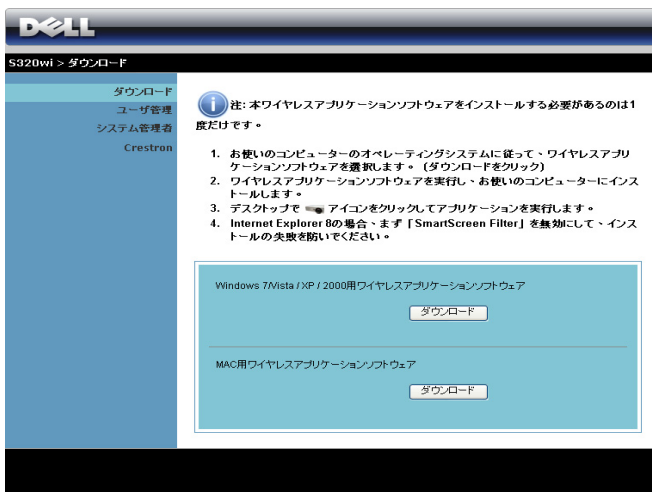 DELL
S320wi > ダウンロード
ダウンロード
ユーザ管理
システム管理者
Crestron
注: 本ワイヤレスアプリケーションソフトウェアをインストールする必要があるのは1
度だけです。
1. お使いのコンピューターのオペレーティングシステムに従って、ワイヤレスアプリ
ケーションソフトウェアを選択します。（ダウンロードをクリック）
2. ワイヤレスアプリケーションソフトウェアを実行し、お使いのコンピューターにインス
トールします。
3. デスクトップで アイコンをクリックしてアプリケーションを実行します。
4. Internet Explorer 8の場合、まず「SmartScreen Filter」を無効にして、インス
トールの失敗を防いでください。
Windows 7/Vista / XP / 2000用ワイヤレスアプリケーションソフトウェア
ダウンロード
MAC用ワイヤレスアプリケーションソフトウェア
ダウンロード